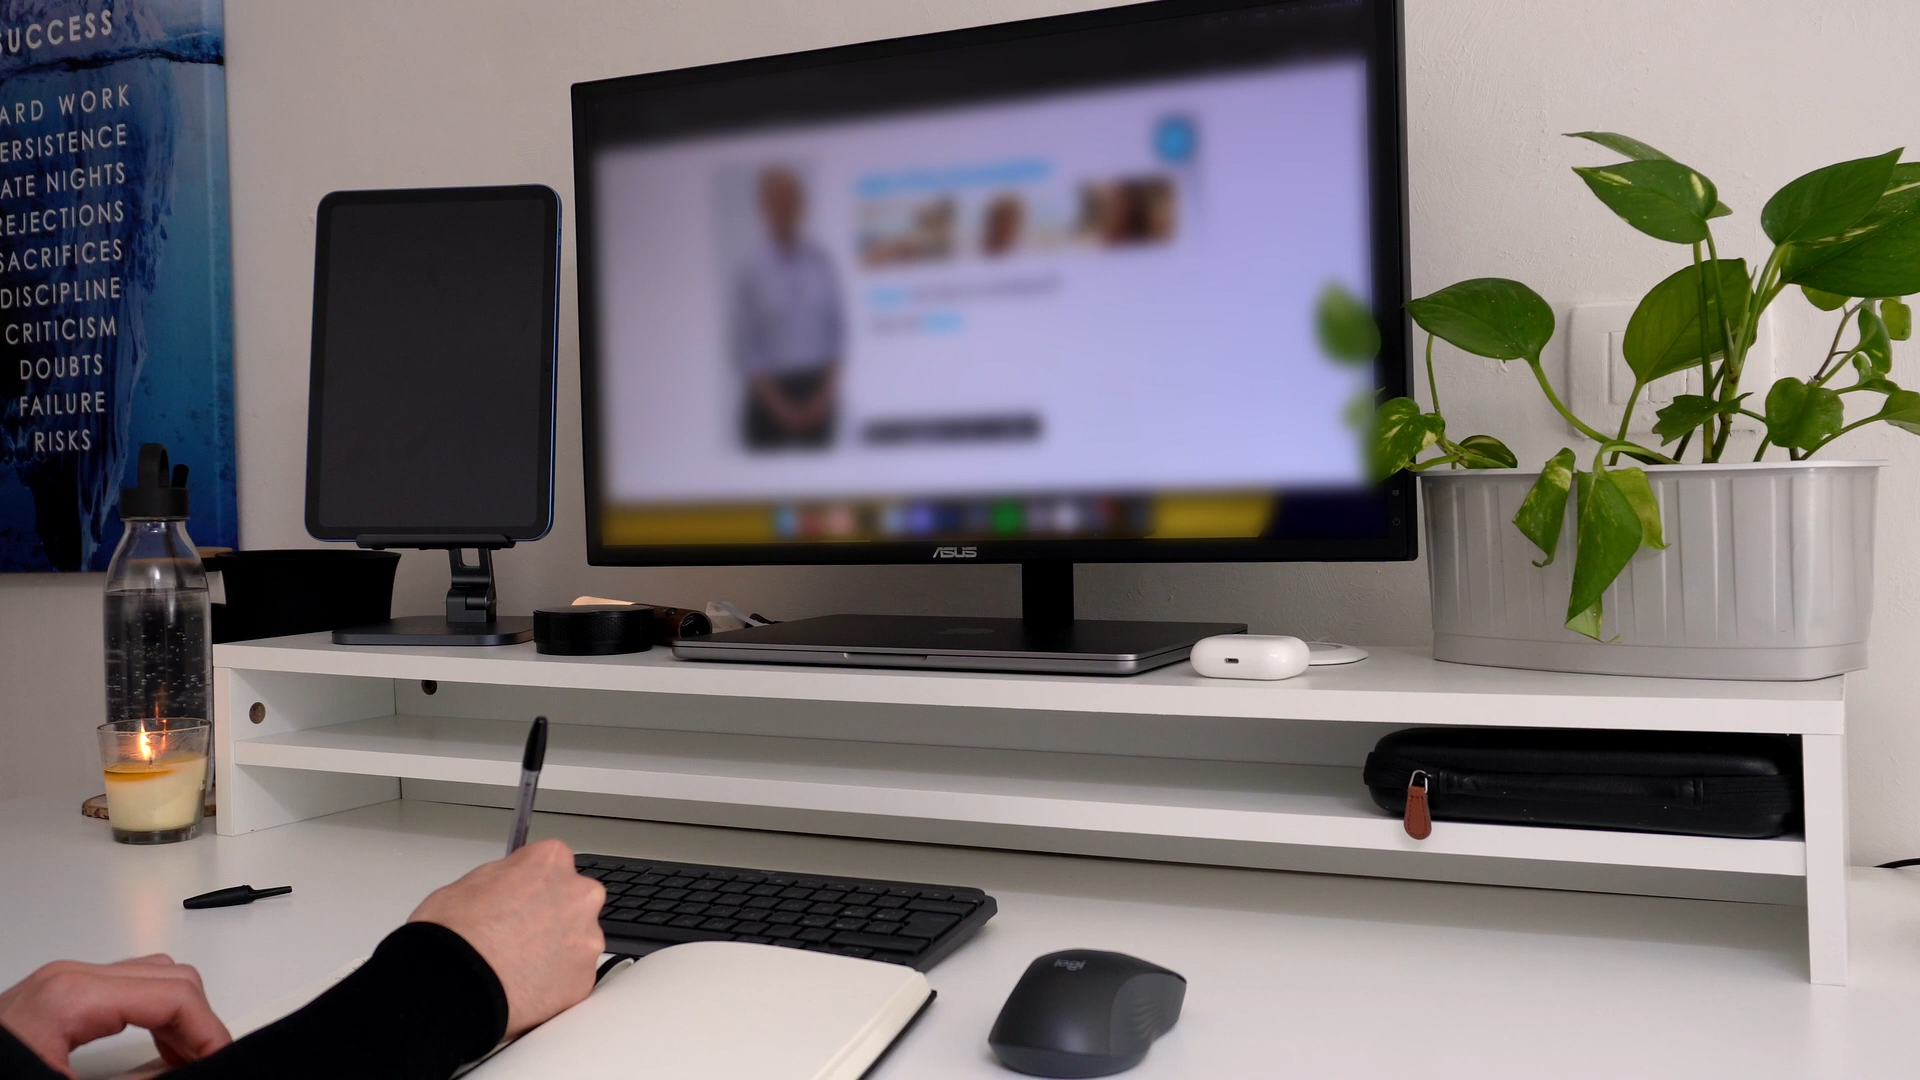 SUCCESS
ARD WORK
ERSISTENCE
ATE NIGHTS
REJECTIONS
SACRIFICES
DISCIPLINE
CRITICISM
DOUBTS
FAILURE
RISKS
ASUS
logi